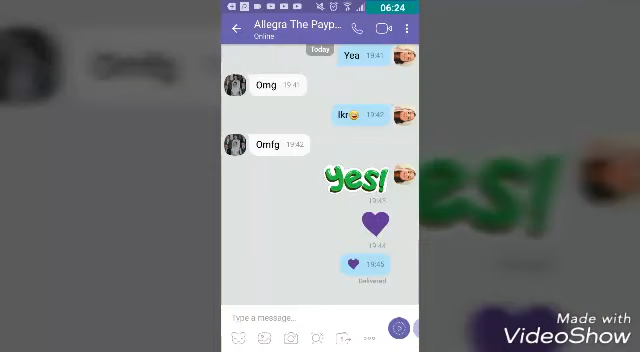 06:24
Allegra The Payp...
Online
Today
Yea 19:41
Omg 19:41
Ikr😂 19:42
Omfg 19:42
yes!
19:43
19:44
19:45
Delivered
Type a message...
Made with
VideoShow